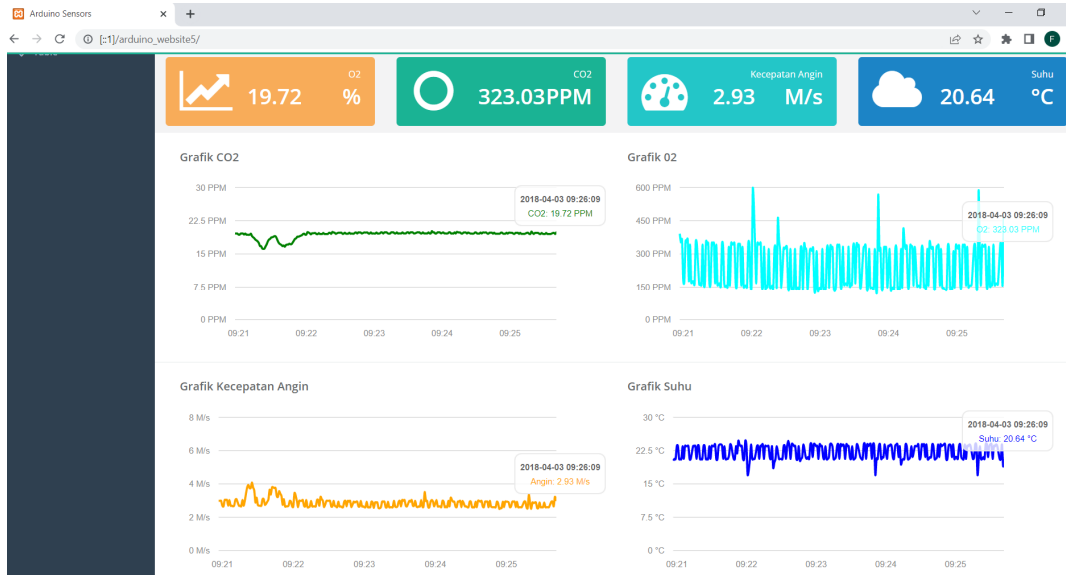 Arduino Sensors
[::1]/arduino_website5/
F
O2
19.72 %
CO2
323.03PPM
Kecepatan Angin
2.93 M/s
Suhu
20.64 °C
Grafik CO2
30 PPM
22.5 PPM
15 PPM
7.5 PPM
0 PPM
09:21 09:22 09:23 09:24 09:25
2018-04-03 09:26:09
CO2: 19.72 PPM
Grafik 02
600 PPM
450 PPM
300 PPM
150 PPM
0 PPM
09:21 09:22 09:23 09:24 09:25
2018-04-03 09:26:09
O2: 323.03 PPM
Grafik Kecepatan Angin
8 M/s
6 M/s
4 M/s
2 M/s
0 M/s
09:21 09:22 09:23 09:24 09:25
2018-04-03 09:26:09
Angin: 2.93 M/s
Grafik Suhu
30 °C
22.5 °C
15 °C
7.5 °C
0 °C
09:21 09:22 09:23 09:24 09:25
2018-04-03 09:26:09
Suhu: 20.64 °C